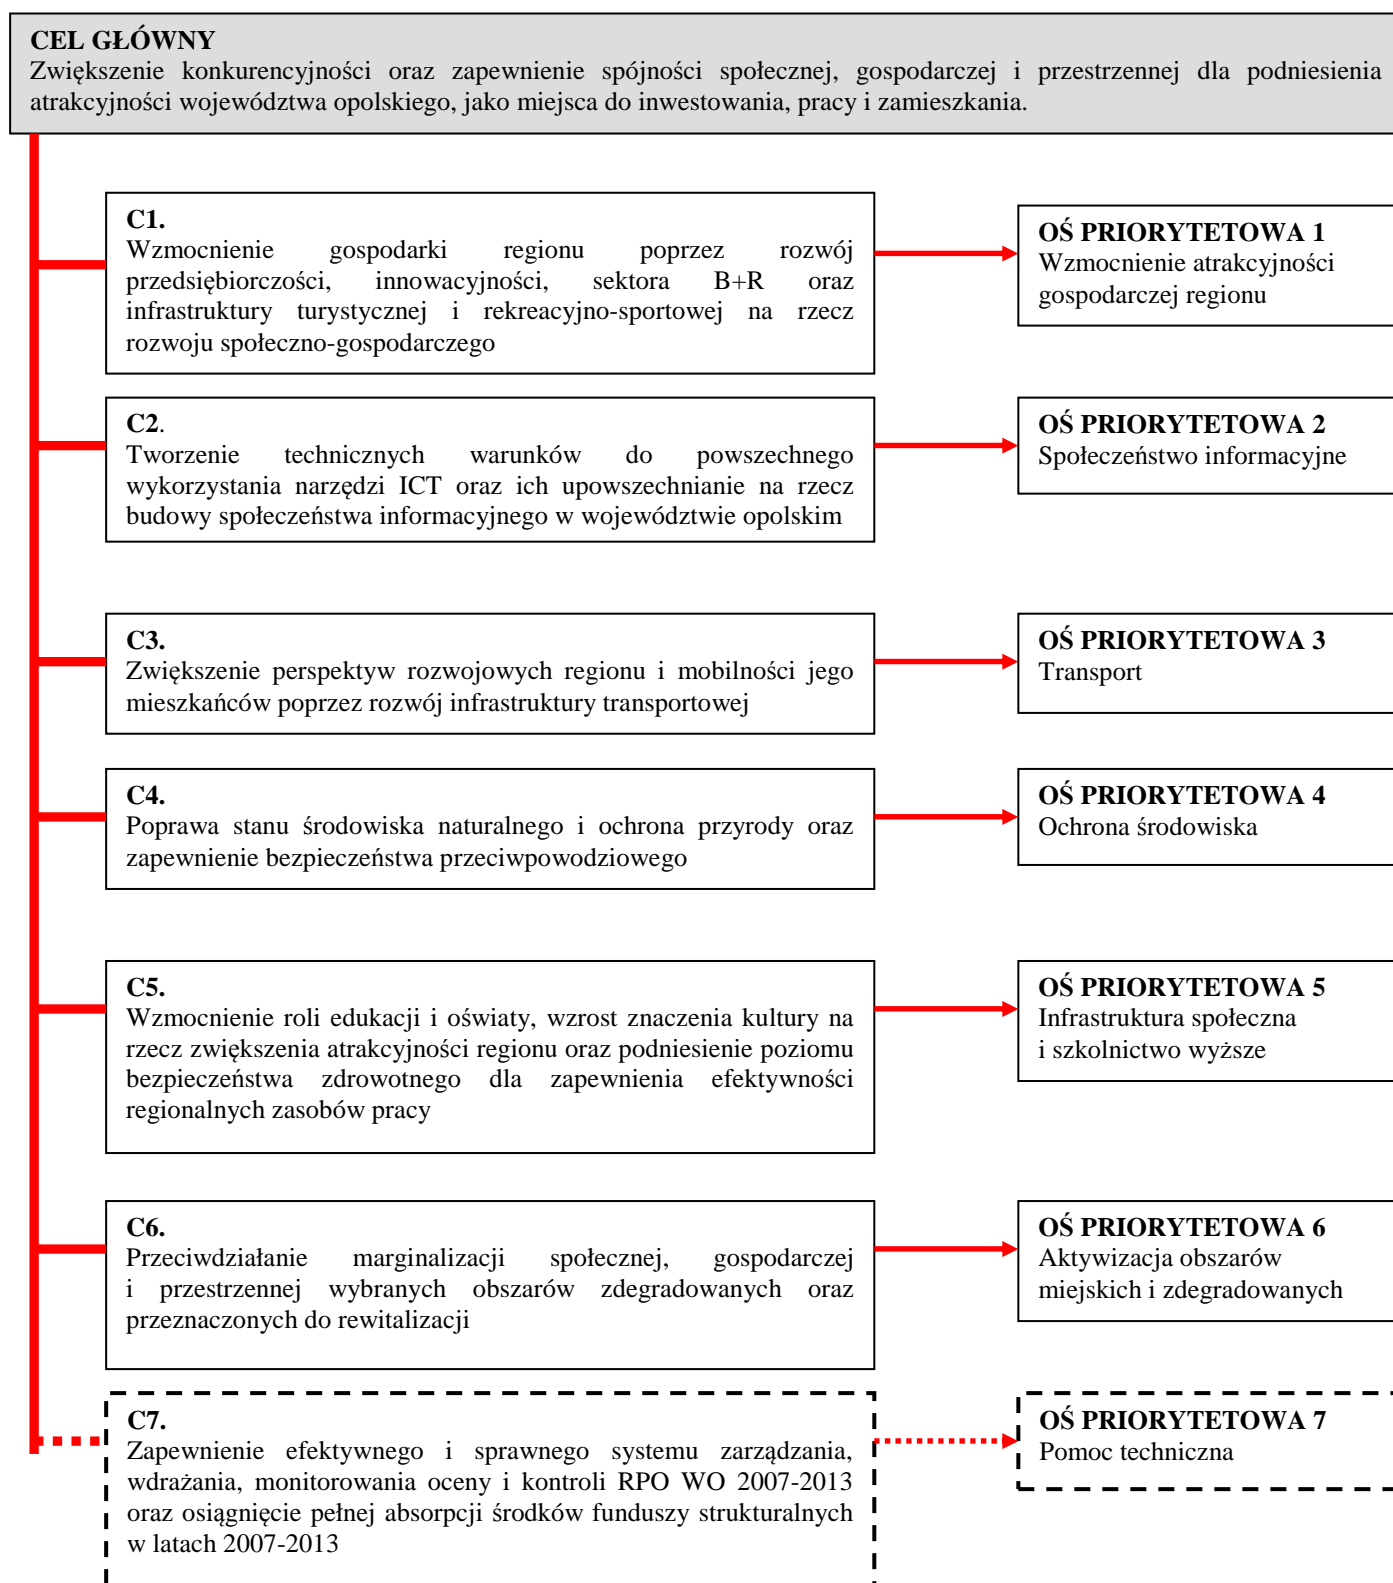 CEL GŁÓWNY
Zwiększenie konkurencyjności oraz zapewnienie spójności społecznej, gospodarczej i przestrzennej dla podniesienia
atrakcyjności województwa opolskiego, jako miejsca do inwestowania, pracy i zamieszkania.
C1.
Wzmocnienie gospodarki regionu poprzez rozwój
przedsiębiorczości, innowacyjności, sektora B+R oraz
infrastruktury turystycznej i rekreacyjno-sportowej na rzecz
rozwoju społeczno-gospodarczego
OŚ PRIORYTETOWA 1
Wzmocnienie atrakcyjności
gospodarczej regionu
C2.
Tworzenie technicznych warunków do powszechnego
wykorzystania narzędzi ICT oraz ich upowszechnianie na rzecz
budowy społeczeństwa informacyjnego w województwie opolskim
OŚ PRIORYTETOWA 2
Społeczeństwo informacyjne
C3.
Zwiększenie perspektyw rozwojowych regionu i mobilności jego
mieszkańców poprzez rozwój infrastruktury transportowej
OŚ PRIORYTETOWA 3
Transport
C4.
Poprawa stanu środowiska naturalnego i ochrona przyrody oraz
zapewnienie bezpieczeństwa przeciwpowodziowego
OŚ PRIORYTETOWA 4
Ochrona środowiska
C5.
Wzmocnienie roli edukacji i oświaty, wzrost znaczenia kultury na
rzecz zwiększenia atrakcyjności regionu oraz podniesienie poziomu
bezpieczeństwa zdrowotnego dla zapewnienia efektywności
regionalnych zasobów pracy
OŚ PRIORYTETOWA 5
Infrastruktura społeczna
i szkolnictwo wyższe
C6.
Przeciwdziałanie marginalizacji społecznej, gospodarczej
i przestrzennej wybranych obszarów zdegradowanych oraz
przeznaczonych do rewitalizacji
OŚ PRIORYTETOWA 6
Aktywizacja obszarów
miejskich i zdegradowanych
C7.
Zapewnienie efektywnego i sprawnego systemu zarządzania,
wdrażania, monitorowania oceny i kontroli RPO WO 2007-2013
oraz osiągnięcie pełnej absorpcji środków funduszy strukturalnych
w latach 2007-2013
OŚ PRIORYTETOWA 7
Pomoc techniczna